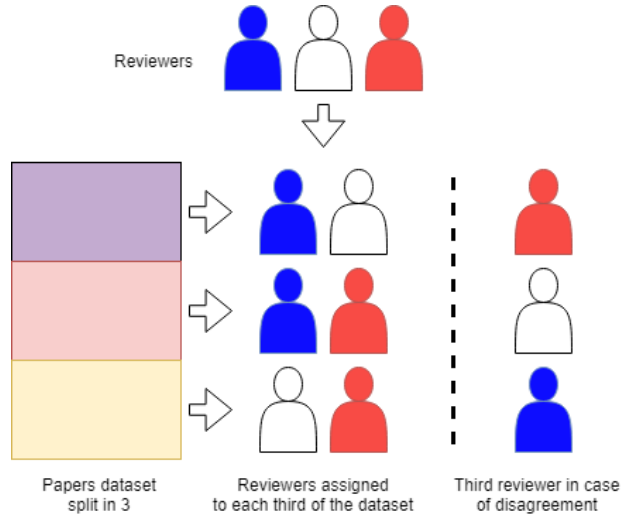 Reviewers
Papers dataset
split in 3
Reviewers assigned
to each third of the dataset
Third reviewer in case
of disagreement